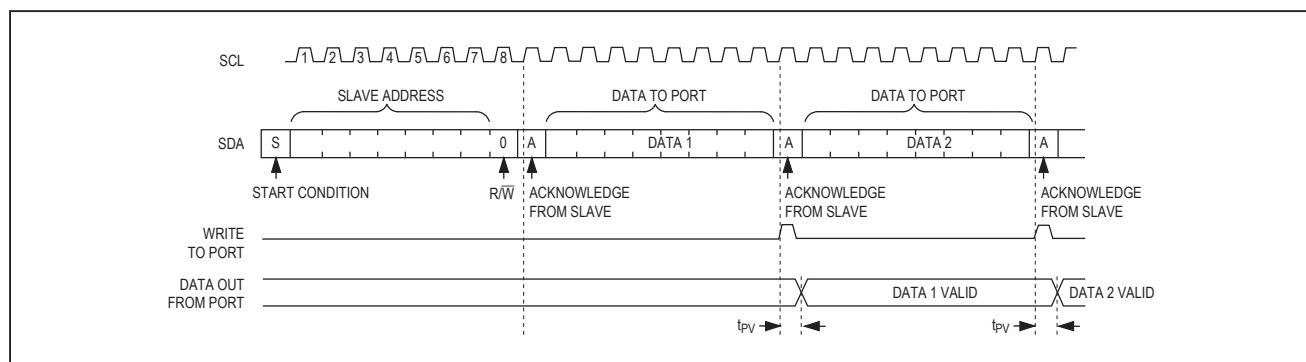 SCL 1 2 3 4 5 6 7 8
SLAVE ADDRESS DATA TO PORT DATA TO PORT
SDA S 0 A DATA 1 A DATA 2 A
START CONDITION R/W̅ ACKNOWLEDGE FROM SLAVE ACKNOWLEDGE FROM SLAVE ACKNOWLEDGE FROM SLAVE
WRITE TO PORT
DATA OUT FROM PORT DATA 1 VALID DATA 2 VALID
tPV tPV